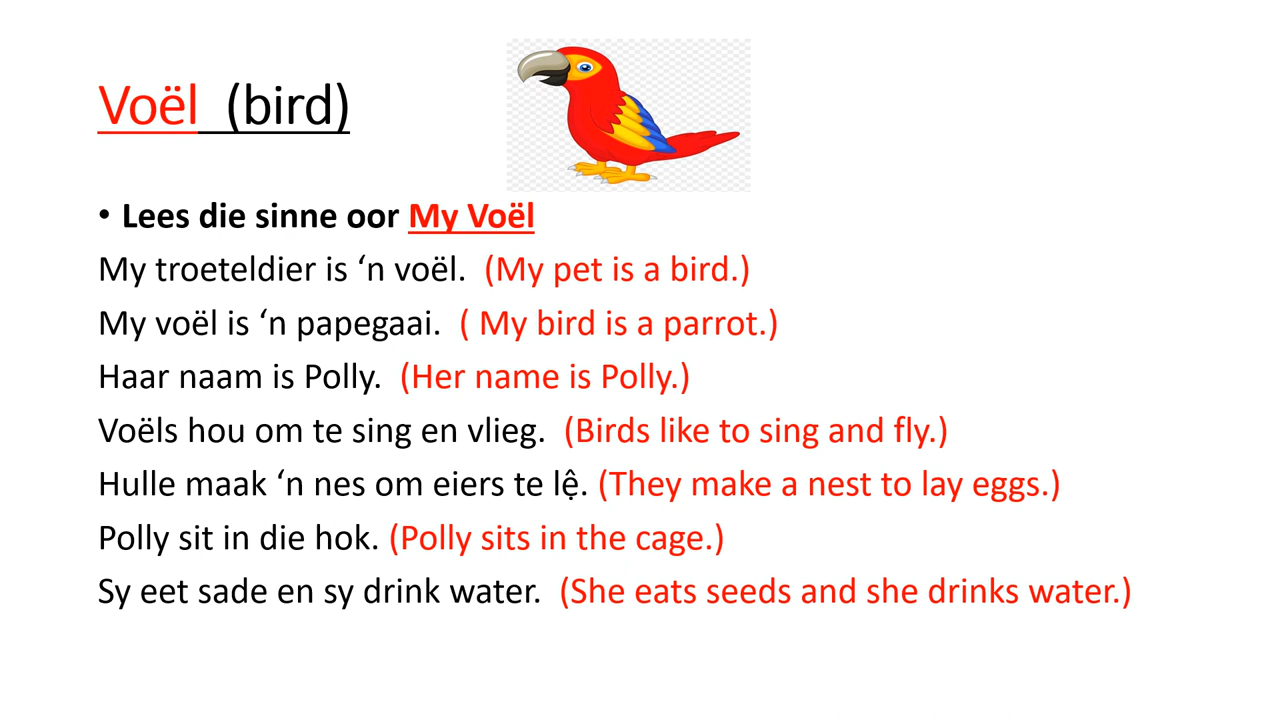 Voël (bird)
• Lees die sinne oor My Voël
My troeteldier is ‘n voël. (My pet is a bird.)
My voël is ‘n papegaai. ( My bird is a parrot.)
Haar naam is Polly. (Her name is Polly.)
Voëls hou om te sing en vlieg. (Birds like to sing and fly.)
Hulle maak ‘n nes om eiers te lệ. (They make a nest to lay eggs.)
Polly sit in die hok. (Polly sits in the cage.)
Sy eet sade en sy drink water. (She eats seeds and she drinks water.)